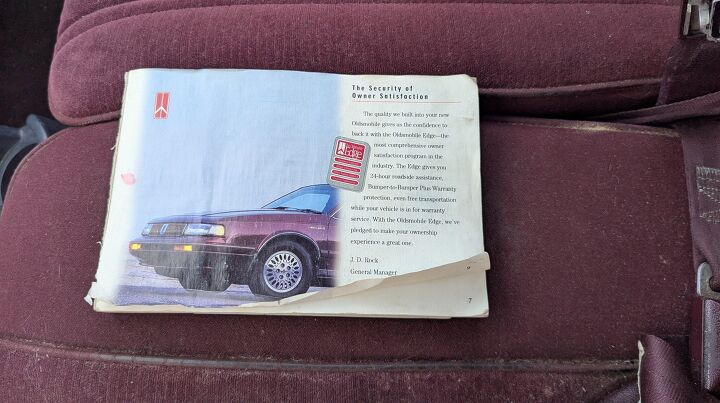 The Security of
Owner Satisfaction
The quality we built into your new
Oldsmobile gives us the confidence to
back it with the Oldsmobile Edge—the
most comprehensive owner
satisfaction program in the
industry. The Edge gives you
24-hour roadside assistance,
Bumper-to-Bumper Plus Warranty
protection, even free transportation
while your vehicle is in for warranty
service. With the Oldsmobile Edge, we've
pledged to make your ownership
experience a great one.
Edge
J. D. Rock
General Manager
9
7